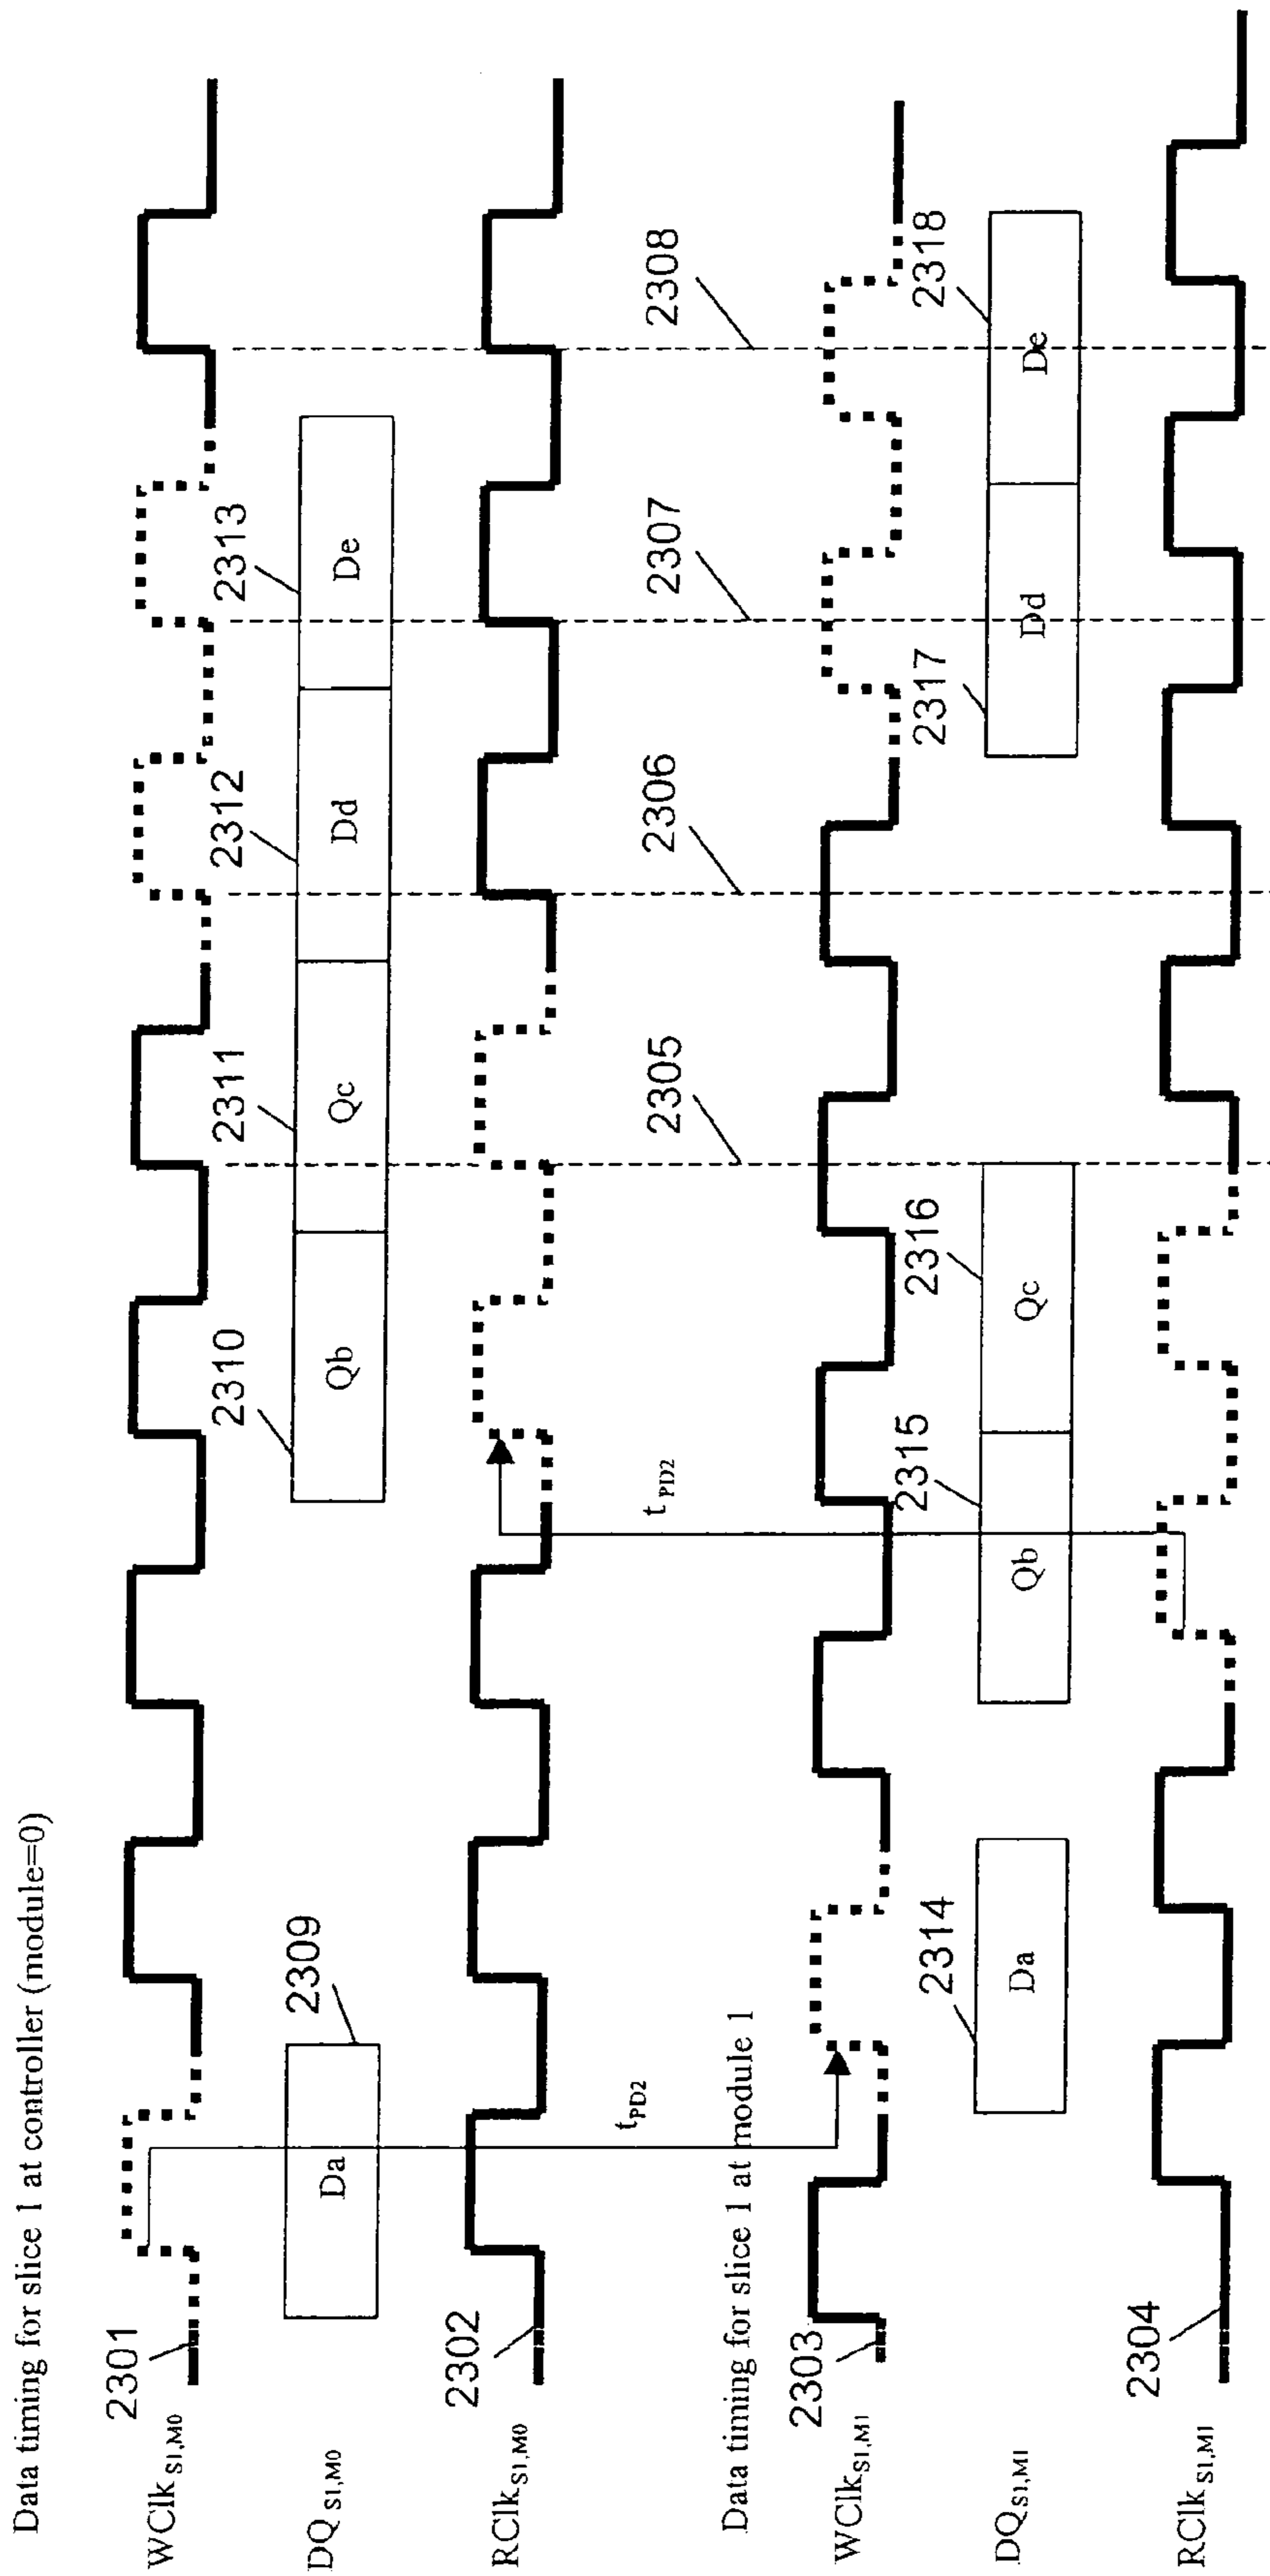 Data timing for slice 1 at controller (module=0)
WClk S1,M0
2301
DQ S1,M0
Da
2309
Qb
2310
Qc
2311
Dd
2312
De
2313
RClk S1,M0
2302
tPD2
tPD2
2305
2306
2307
2308
Data timing for slice 1 at module 1
WClk S1,M1
2303
DQ S1,M1
Da
2314
Qb
2315
Qc
2316
Dd
2317
De
2318
RClk S1,M1
2304